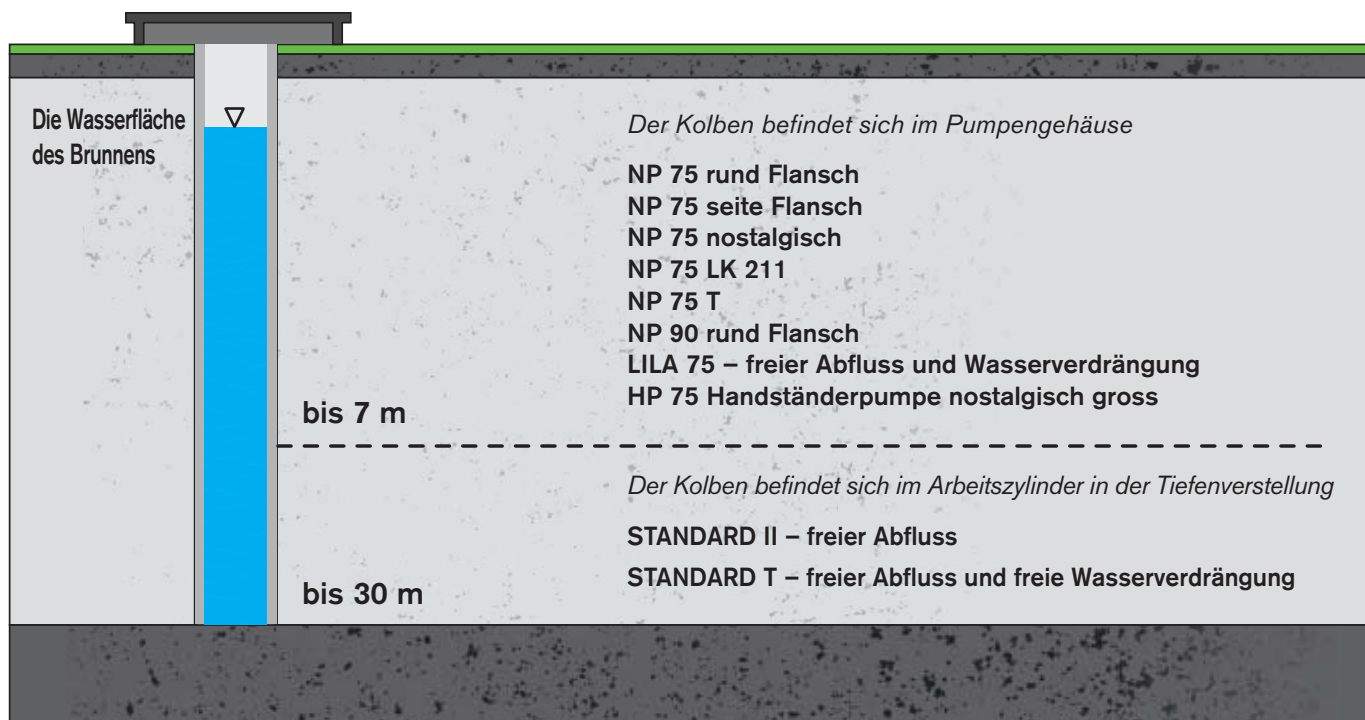 Die Wasserfläche
des Brunnens
Der Kolben befindet sich im Pumpengehäuse
NP 75 rund Flansch
NP 75 seite Flansch
NP 75 nostalgisch
NP 75 LK 211
NP 75 T
NP 90 rund Flansch
LILA 75 – freier Abfluss und Wasserverdrängung
HP 75 Handständerpumpe nostalgisch gross
bis 7 m
Der Kolben befindet sich im Arbeitszylinder in der Tiefenverstellung
STANDARD II – freier Abfluss
STANDARD T – freier Abfluss und freie Wasserverdrängung
bis 30 m